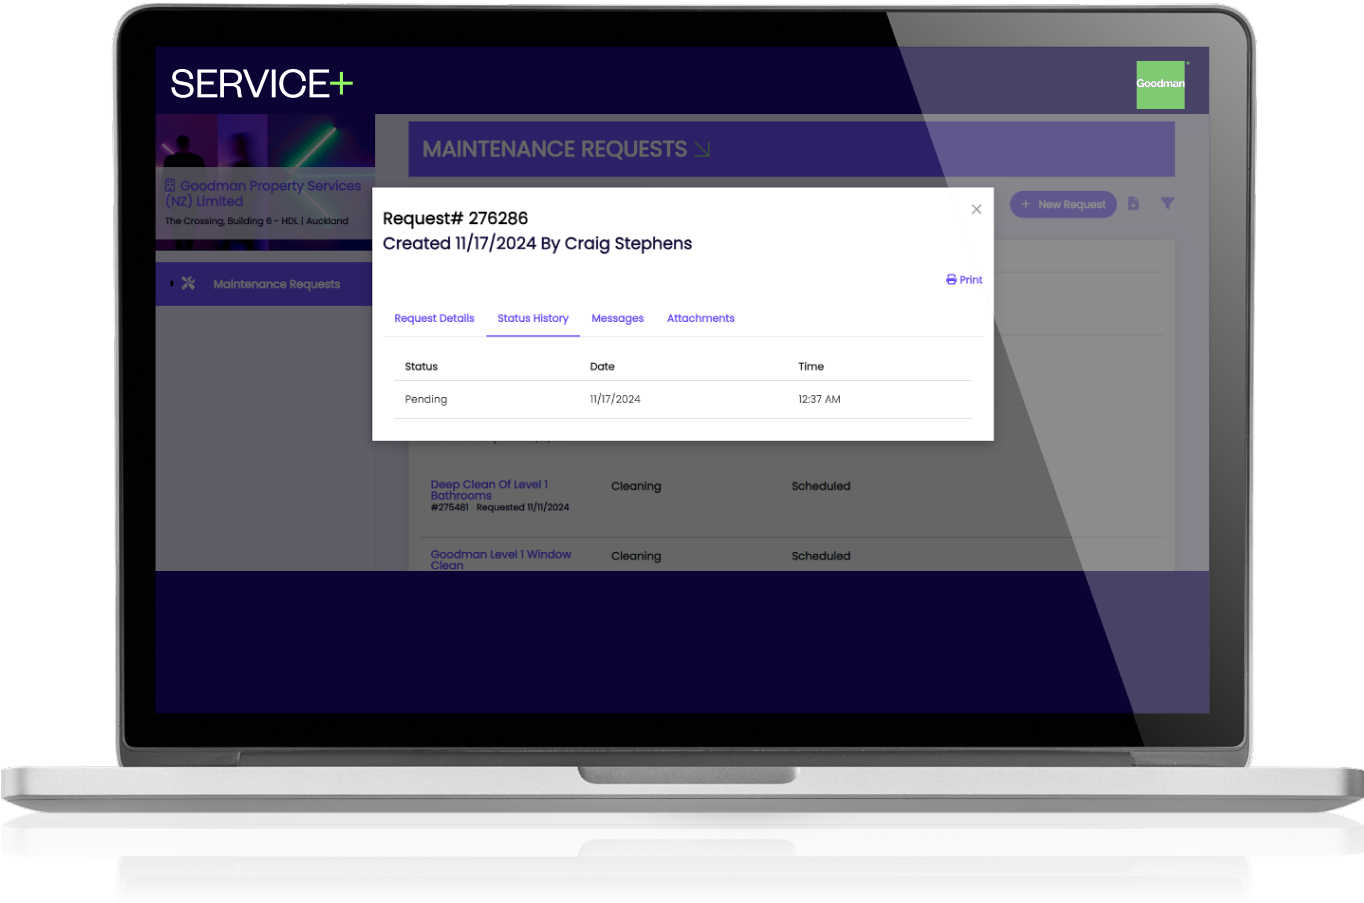 SERVICE+
Goodman
MAINTENANCE REQUESTS
Goodman Property Services
(NZ) Limited
The Crossing, Building 6 - HDL | Auckland
Maintenance Requests
+ New Request
Request# 276286
Created 11/17/2024 By Craig Stephens
Print
Request Details Status History Messages Attachments
Status Date Time
Pending 11/17/2024 12:37 AM
Deep Clean Of Level 1
Bathrooms
Cleaning Scheduled
#275481 Requested 11/11/2024
Goodman Level 1 Window
Clean
Cleaning Scheduled